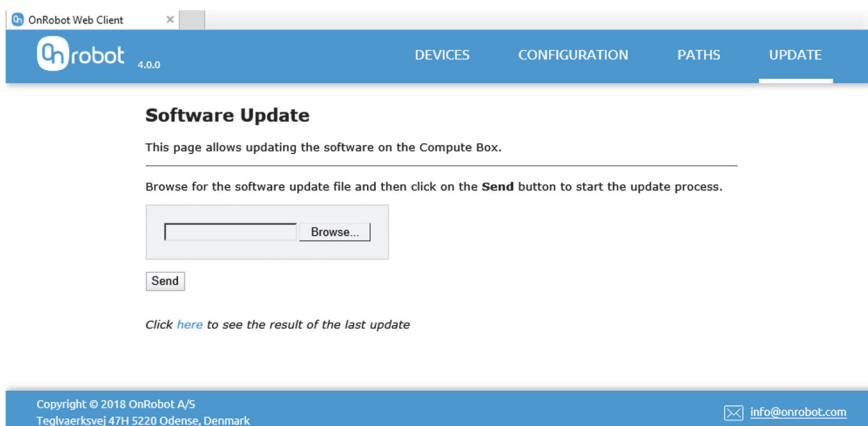 OnRobot Web Client ×
On robot 4.0.0 DEVICES CONFIGURATION PATHS UPDATE
Software Update
This page allows updating the software on the Compute Box.
Browse for the software update file and then click on the Send button to start the update process.
Browse...
Send
Click here to see the result of the last update
Copyright © 2018 OnRobot A/S
Teglvaerksvej 47H 5220 Odense, Denmark
info@onrobot.com